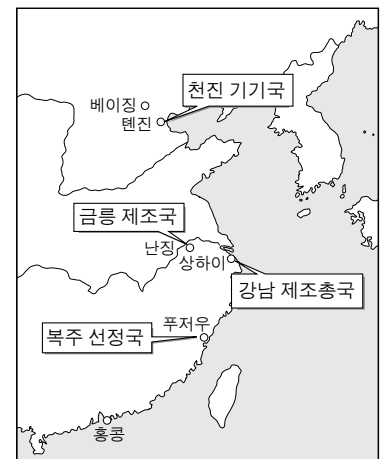 천진 기기국
베이징
톈진
금릉 제조국
난징
상하이
강남 제조총국
푸저우
복주 선정국
홍콩